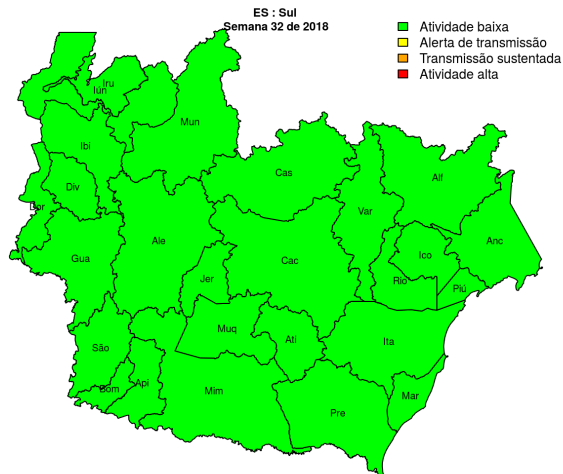 ES : Sul
Semana 32 de 2018
Atividade baixa
Alerta de transmissão
Transmissão sustentada
Atividade alta
Iru
Iún
Mun
Ibi
Cas
Alf
Div
Dor
Var
Ale
Anc
Ico
Gua
Cac
Jer
Rio
Piú
Muq
Ati
Ita
São
Api
Bom
Mim
Mar
Pre